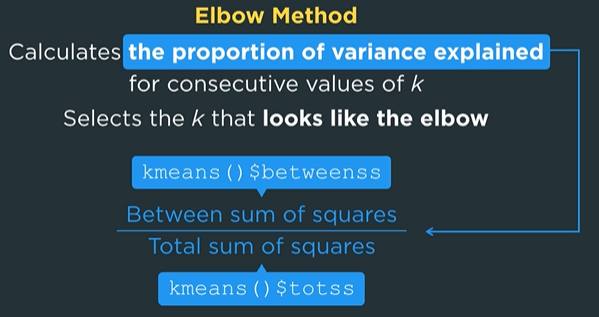 Elbow Method
Calculates the proportion of variance explained
for consecutive values of k
Selects the k that looks like the elbow
kmeans()$betweenss
Between sum of squares
Total sum of squares
kmeans()$totss